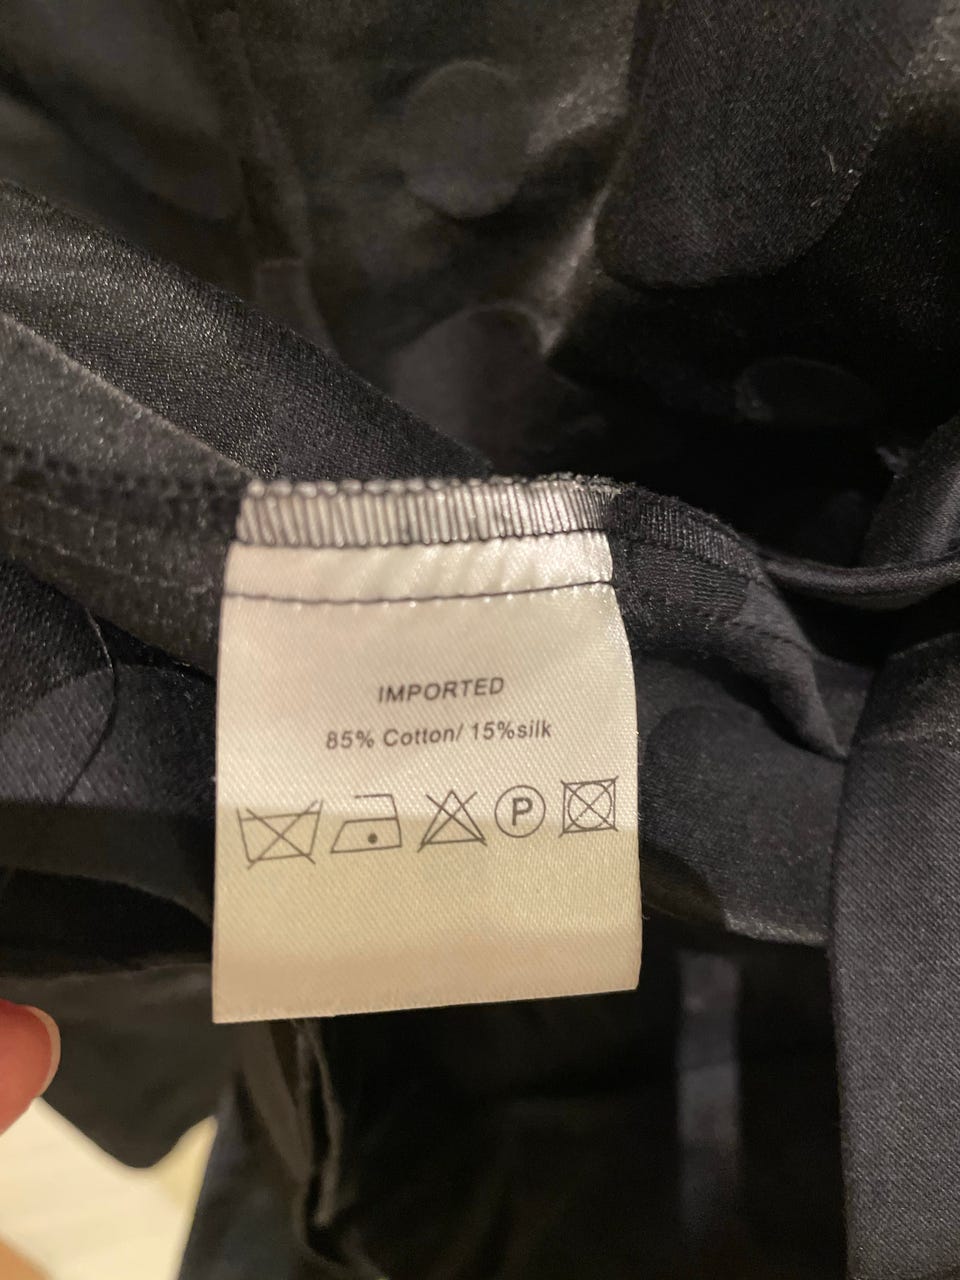 IMPORTED
85% Cotton/ 15%silk
P